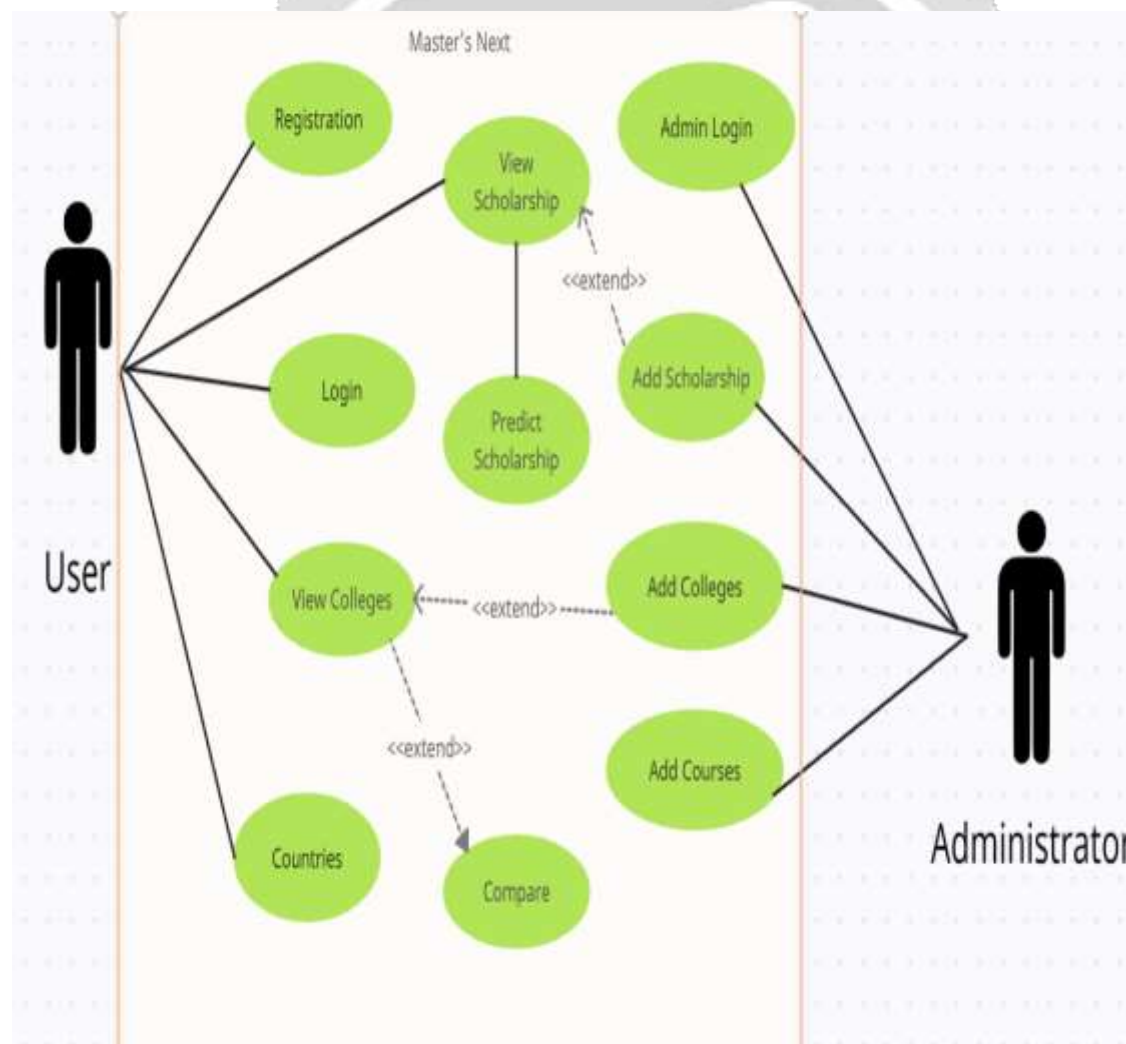 Master's Next
Registration
View
Scholarship
Admin Login
<<extend>>
Login
Predict
Scholarship
Add Scholarship
User
View Colleges
<<extend>>
Add Colleges
<<extend>>
Add Courses
Countries
Compare
Administrator